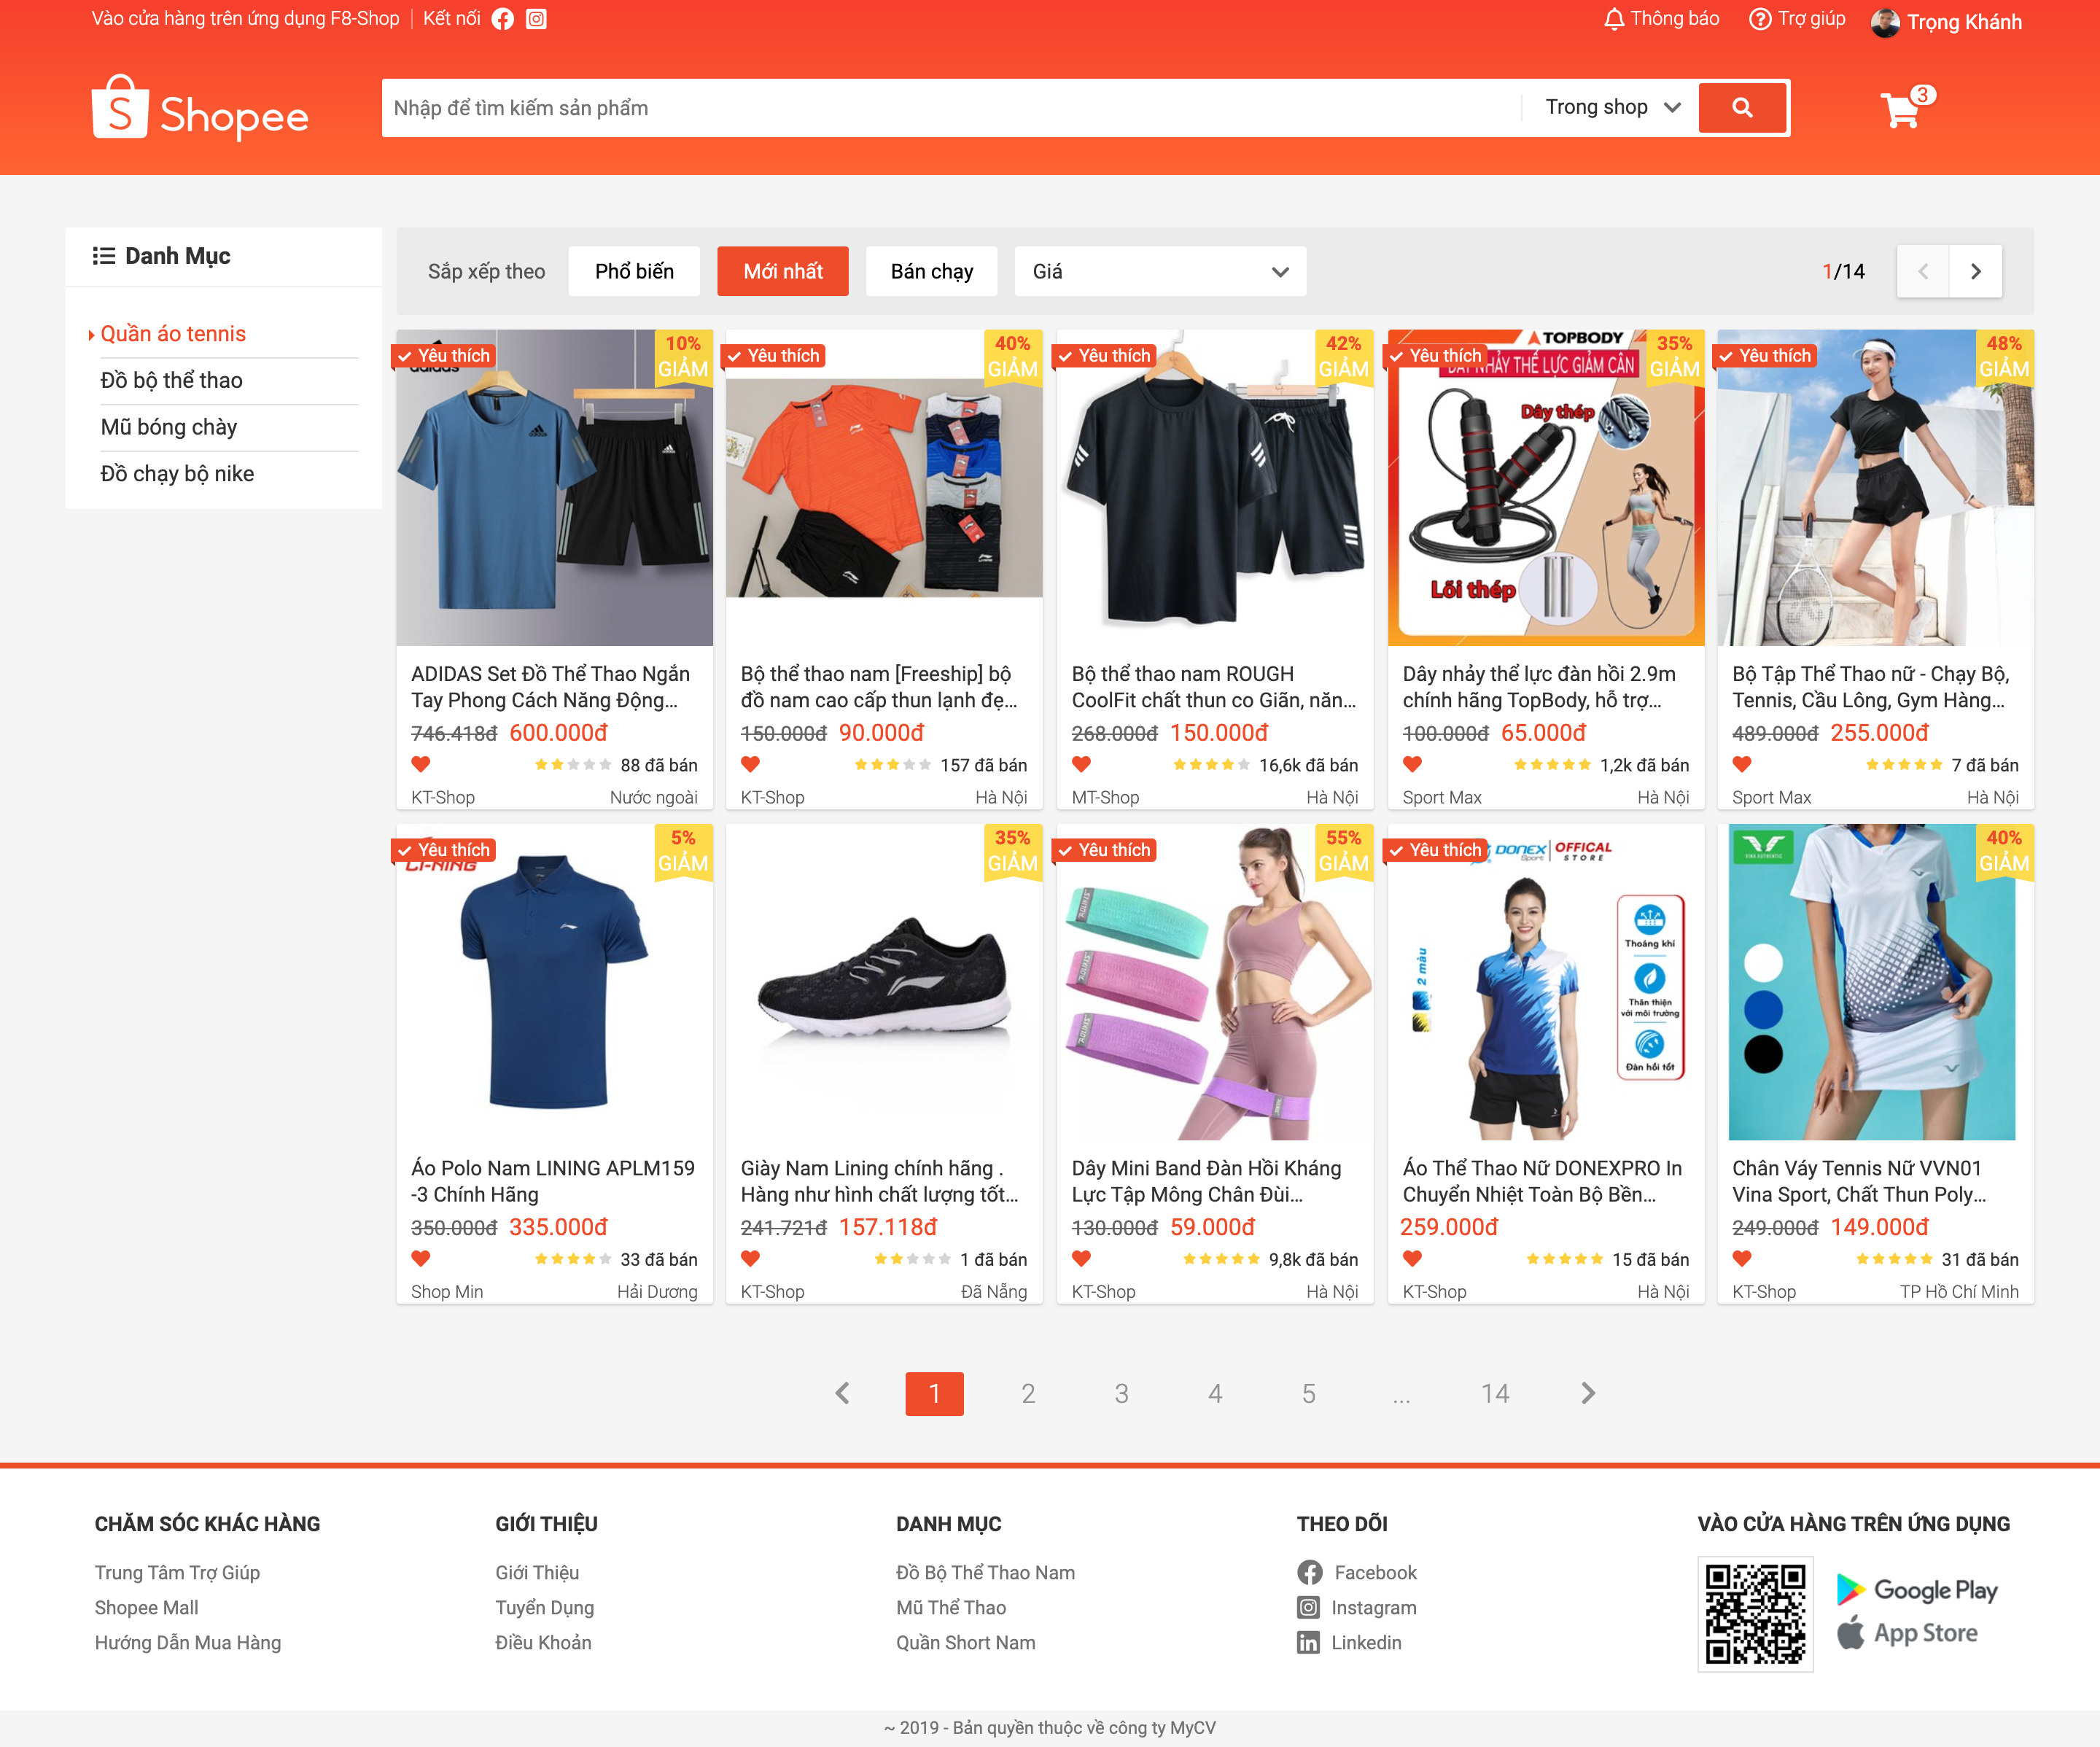 Vào cửa hàng trên ứng dụng F8-Shop
Kết nối
Thông báo
Trợ giúp
Trọng Khánh
Shopee
Nhập để tìm kiếm sản phẩm
Trong shop
3
Danh Mục
Quần áo tennis
Đồ bộ thể thao
Mũ bóng chày
Đồ chạy bộ nike
Sắp xếp theo
Phổ biến
Mới nhất
Bán chạy
Giá
1/14
Yêu thích
10%
GIẢM
adidas
ADIDAS Set Đồ Thể Thao Ngắn
Tay Phong Cách Năng Động...
746.418đ 600.000đ
88 đã bán
KT-Shop
Nước ngoài
Yêu thích
40%
GIẢM
Bộ thể thao nam [Freeship] bộ
đồ nam cao cấp thun lạnh đẹ...
150.000đ 90.000đ
157 đã bán
KT-Shop
Hà Nội
Yêu thích
42%
GIẢM
Bộ thể thao nam ROUGH
CoolFit chất thun co Giãn, năn...
268.000đ 150.000đ
16,6k đã bán
MT-Shop
Hà Nội
Yêu thích
35%
GIẢM
TOPBODY
DÂY NHẢY THỂ LỰC GIẢM CÂN
Dây thép
Lõi thép
Dây nhảy thể lực đàn hồi 2.9m
chính hãng TopBody, hỗ trợ...
100.000đ 65.000đ
1,2k đã bán
Sport Max
Hà Nội
Yêu thích
48%
GIẢM
Bộ Tập Thể Thao nữ - Chạy Bộ,
Tennis, Cầu Lông, Gym Hàng...
489.000đ 255.000đ
7 đã bán
Sport Max
Hà Nội
Yêu thích
5%
GIẢM
LI-NING
Áo Polo Nam LINING APLM159
-3 Chính Hãng
350.000đ 335.000đ
33 đã bán
Shop Min
Hải Dương
35%
GIẢM
Giày Nam Lining chính hãng .
Hàng như hình chất lượng tốt...
241.721đ 157.118đ
1 đã bán
KT-Shop
Đã Nẵng
Yêu thích
55%
GIẢM
Dây Mini Band Đàn Hồi Kháng
Lực Tập Mông Chân Đùi...
130.000đ 59.000đ
9,8k đã bán
KT-Shop
Hà Nội
Yêu thích
DONEX Sport
OFFICIAL
STORE
2 màu
Thoáng khí
Thân thiện
với môi trường
Đàn hồi tốt
Áo Thể Thao Nữ DONEXPRO In
Chuyển Nhiệt Toàn Bộ Bền...
259.000đ
15 đã bán
KT-Shop
Hà Nội
VINA AUTHENTIC
40%
GIẢM
Chân Váy Tennis Nữ VVN01
Vina Sport, Chất Thun Poly...
249.000đ 149.000đ
31 đã bán
KT-Shop
TP Hồ Chí Minh
1 2 3 4 5 ... 14
CHĂM SÓC KHÁC HÀNG
Trung Tâm Trợ Giúp
Shopee Mall
Hướng Dẫn Mua Hàng
GIỚI THIỆU
Giới Thiệu
Tuyển Dụng
Điều Khoản
DANH MỤC
Đồ Bộ Thể Thao Nam
Mũ Thể Thao
Quần Short Nam
THEO DÕI
Facebook
Instagram
Linkedin
VÀO CỬA HÀNG TRÊN ỨNG DỤNG
Google Play
App Store
~ 2019 - Bản quyền thuộc về công ty MyCV